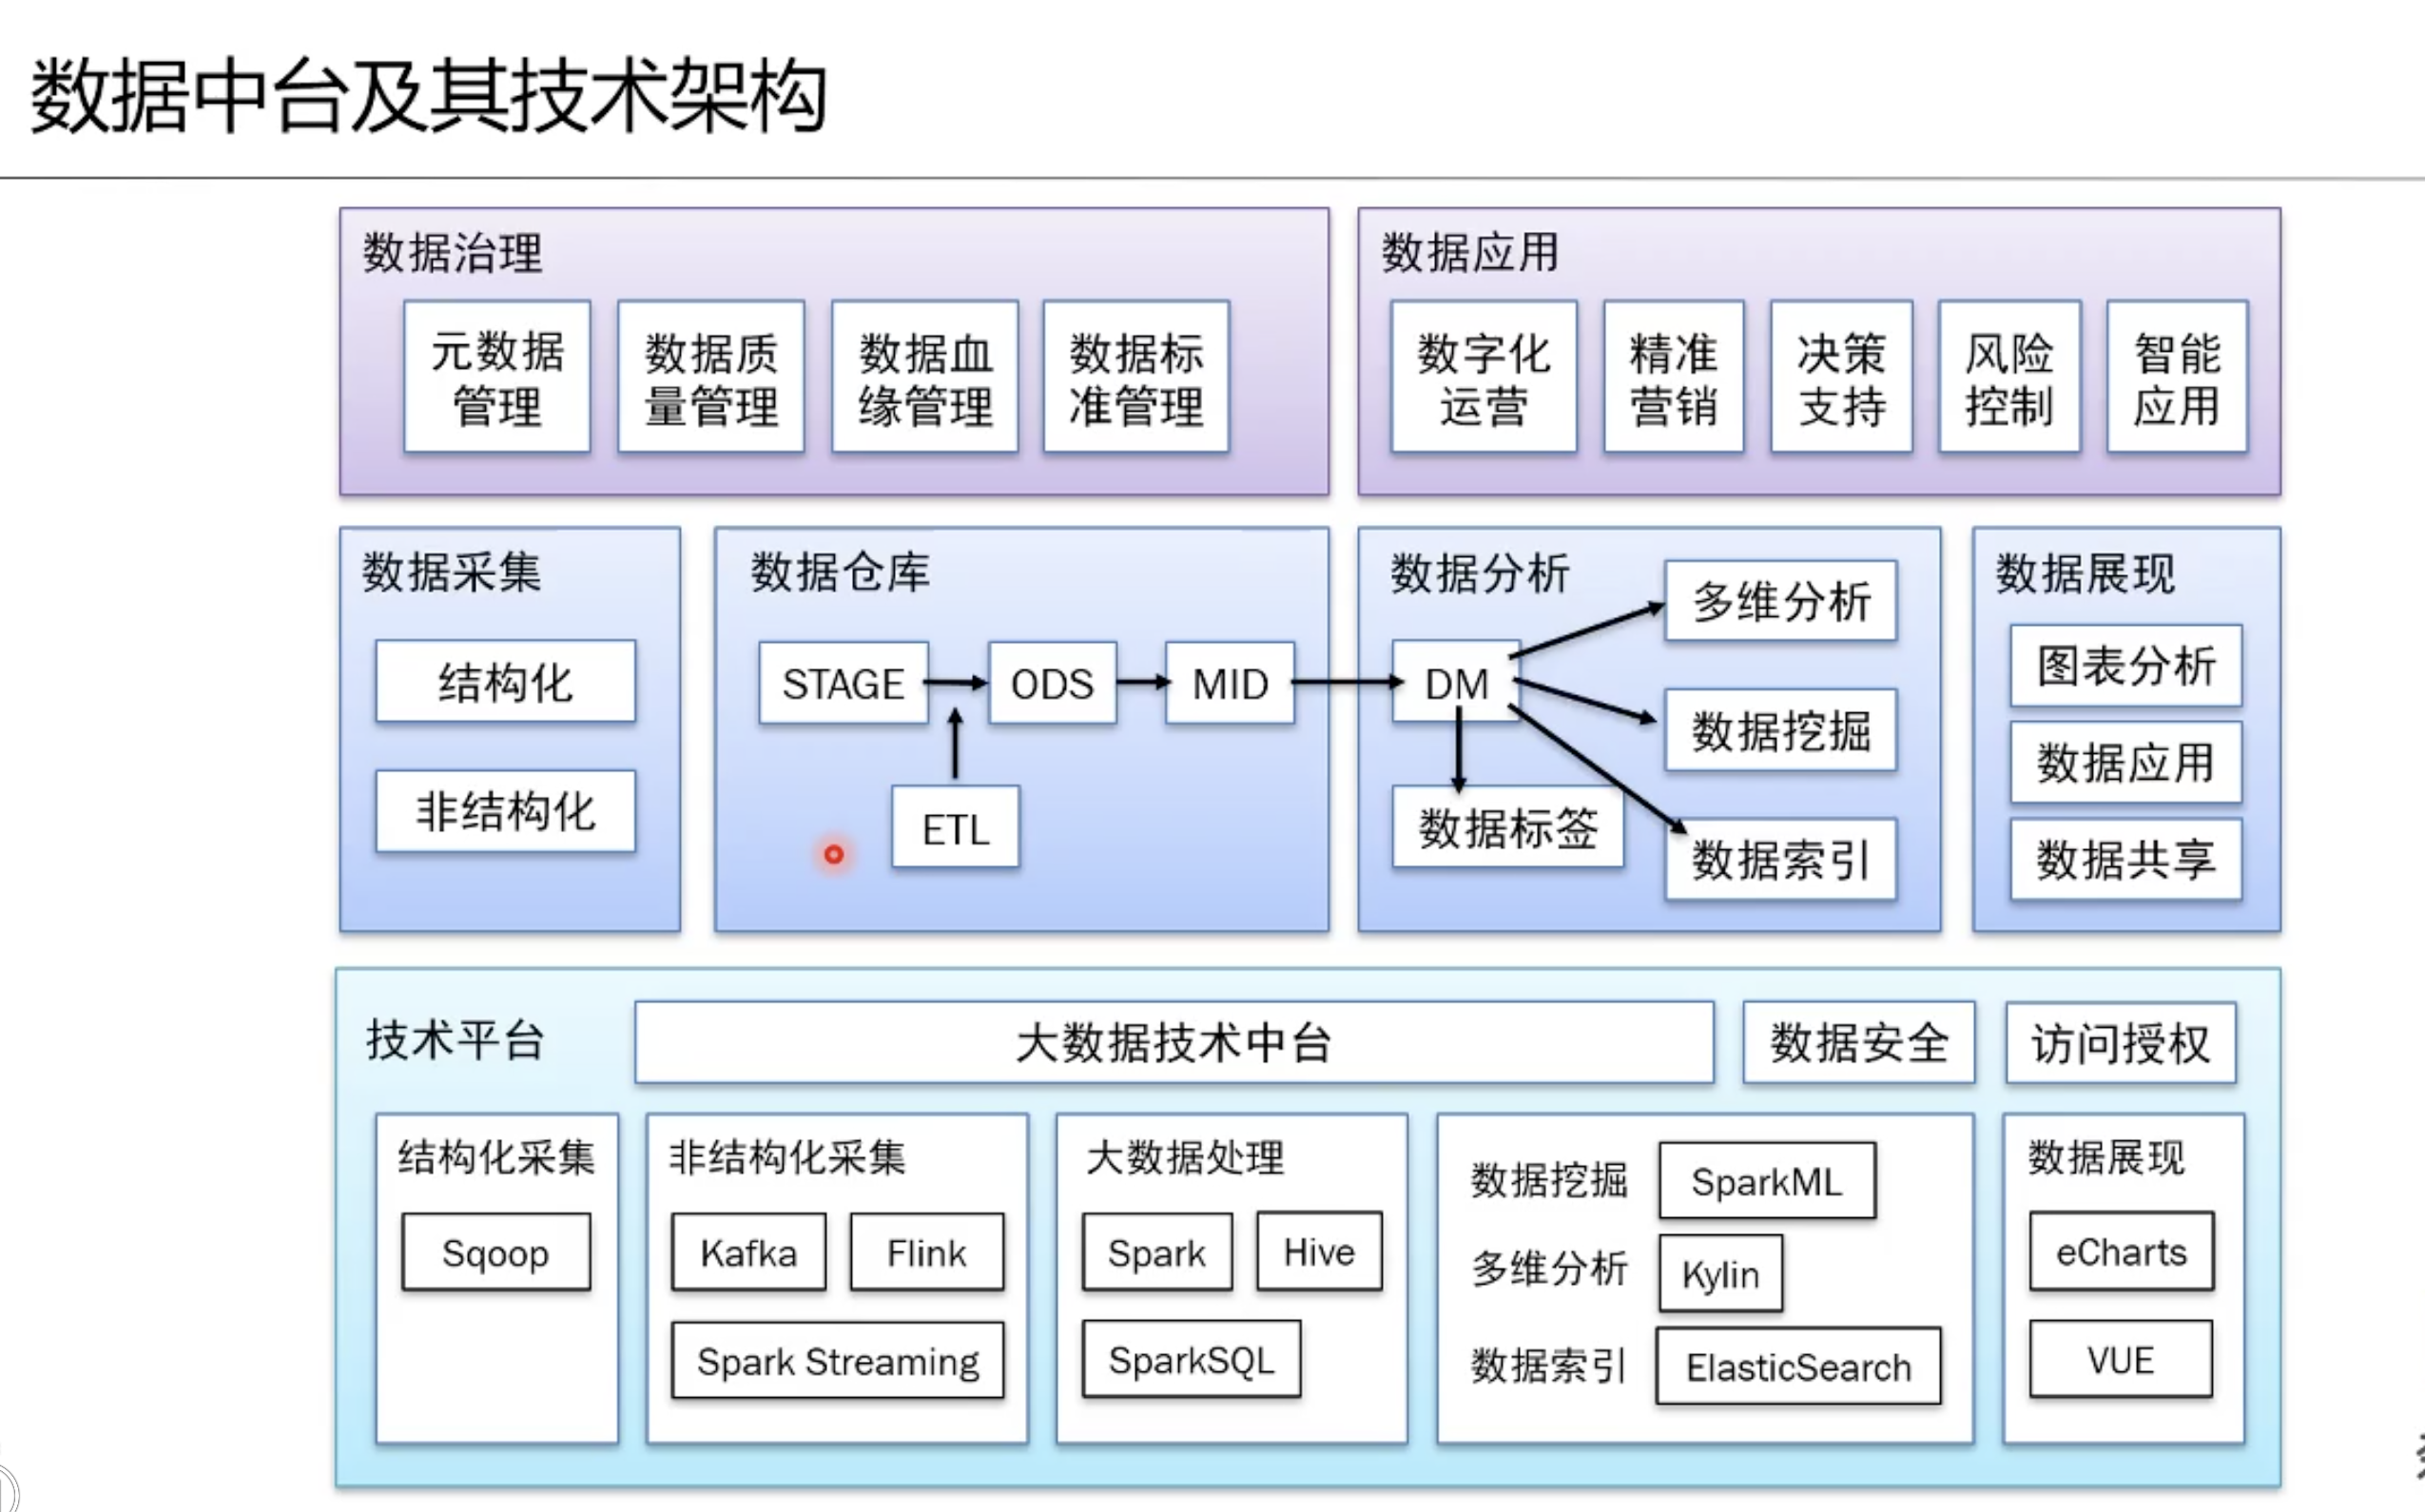 数据中台及其技术架构
数据治理
元数据
管理
数据质
量管理
数据血
缘管理
数据标
准管理
数据应用
数字化
运营
精准
营销
决策
支持
风险
控制
智能
应用
数据采集
结构化
非结构化
数据仓库
STAGE
ODS
MID
ETL
数据分析
DM
多维分析
数据挖掘
数据标签
数据索引
数据展现
图表分析
数据应用
数据共享
技术平台
大数据技术中台
数据安全
访问授权
结构化采集
Sqoop
非结构化采集
Kafka
Flink
Spark Streaming
大数据处理
Spark
Hive
SparkSQL
数据挖掘
SparkML
多维分析
Kylin
数据索引
ElasticSearch
数据展现
eCharts
VUE